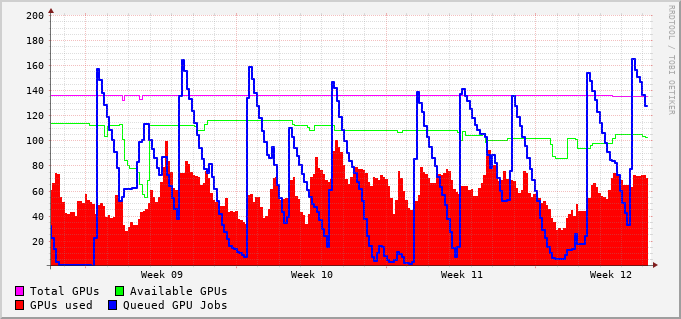 200
180
160
140
120
100
80
60
40
20
Week 09 Week 10 Week 11 Week 12
Total GPUs Available GPUs
GPUs used Queued GPU Jobs
RRDTOOL / TOBI OETIKER